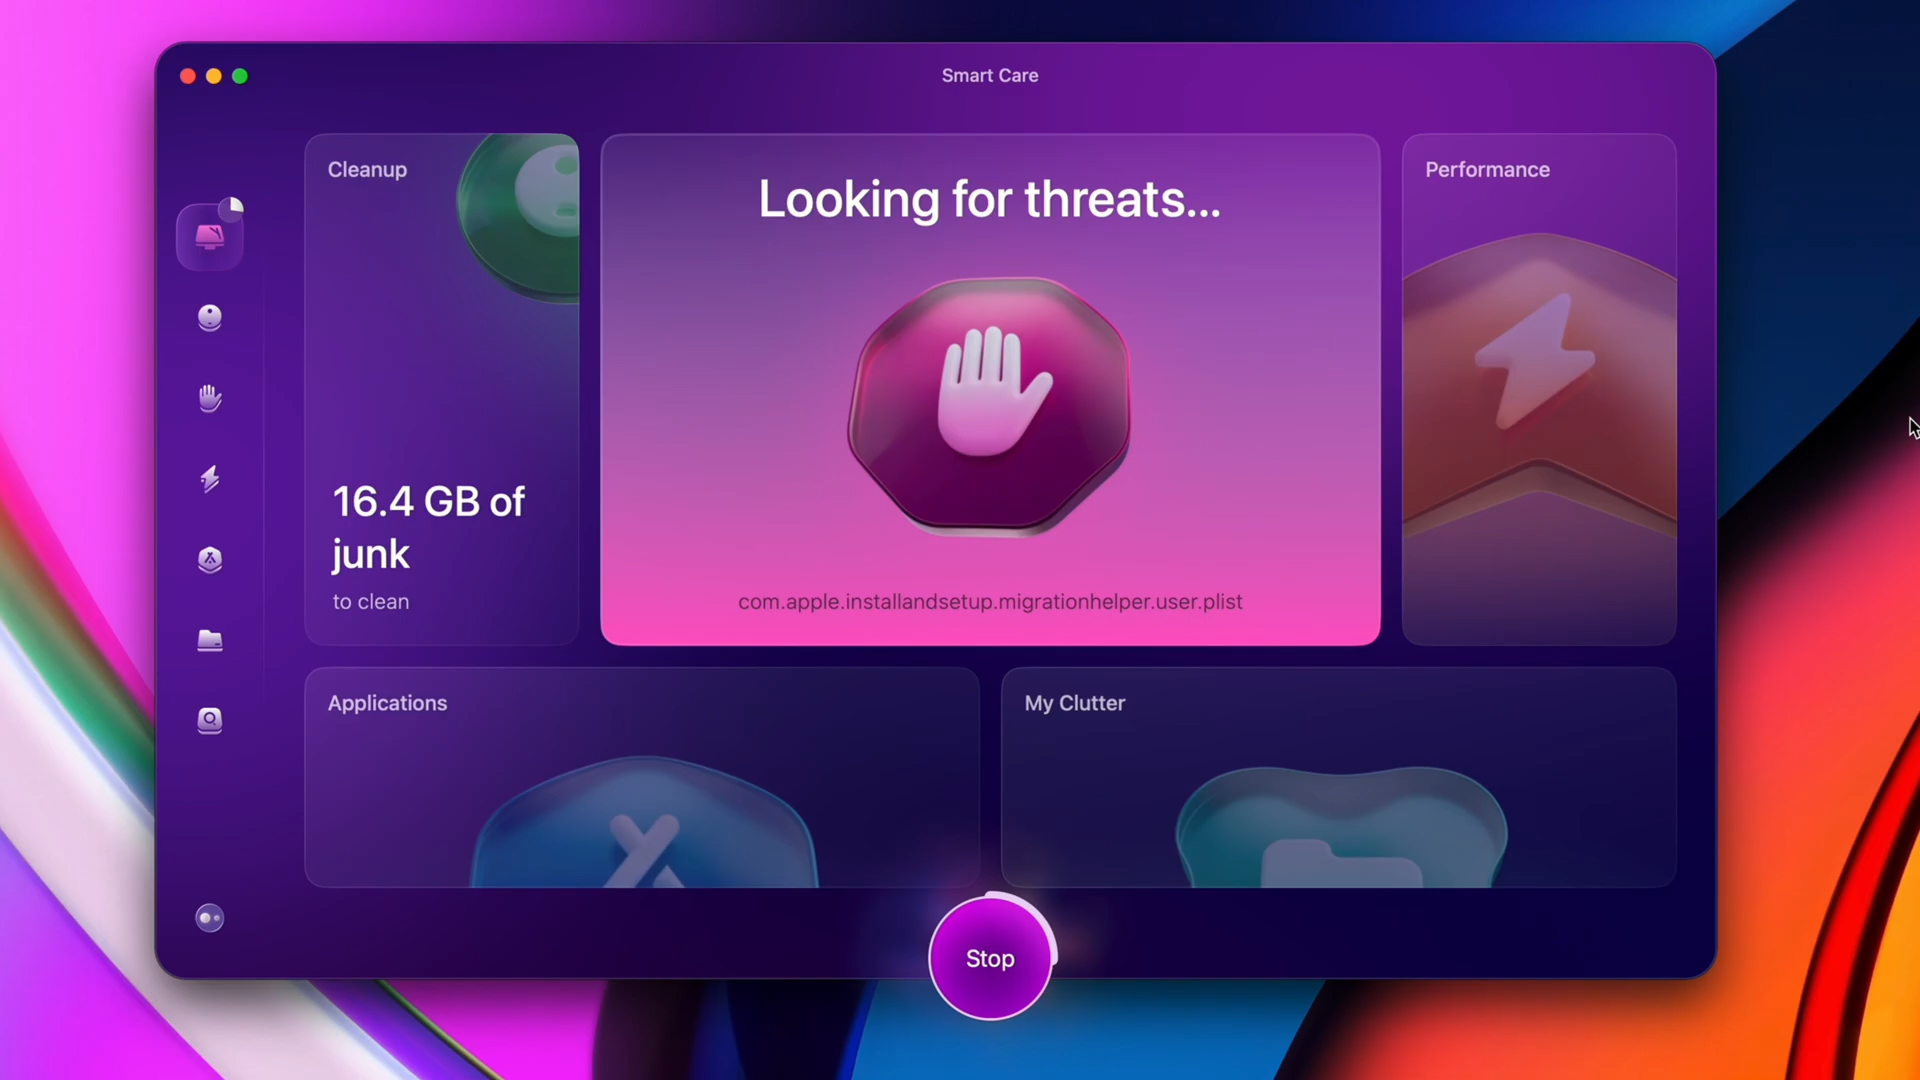 Smart Care
Cleanup
16.4 GB of
junk
to clean
Looking for threats...
com.apple.installandsetup.migrationhelper.user.plist
Performance
Applications
My Clutter
Stop